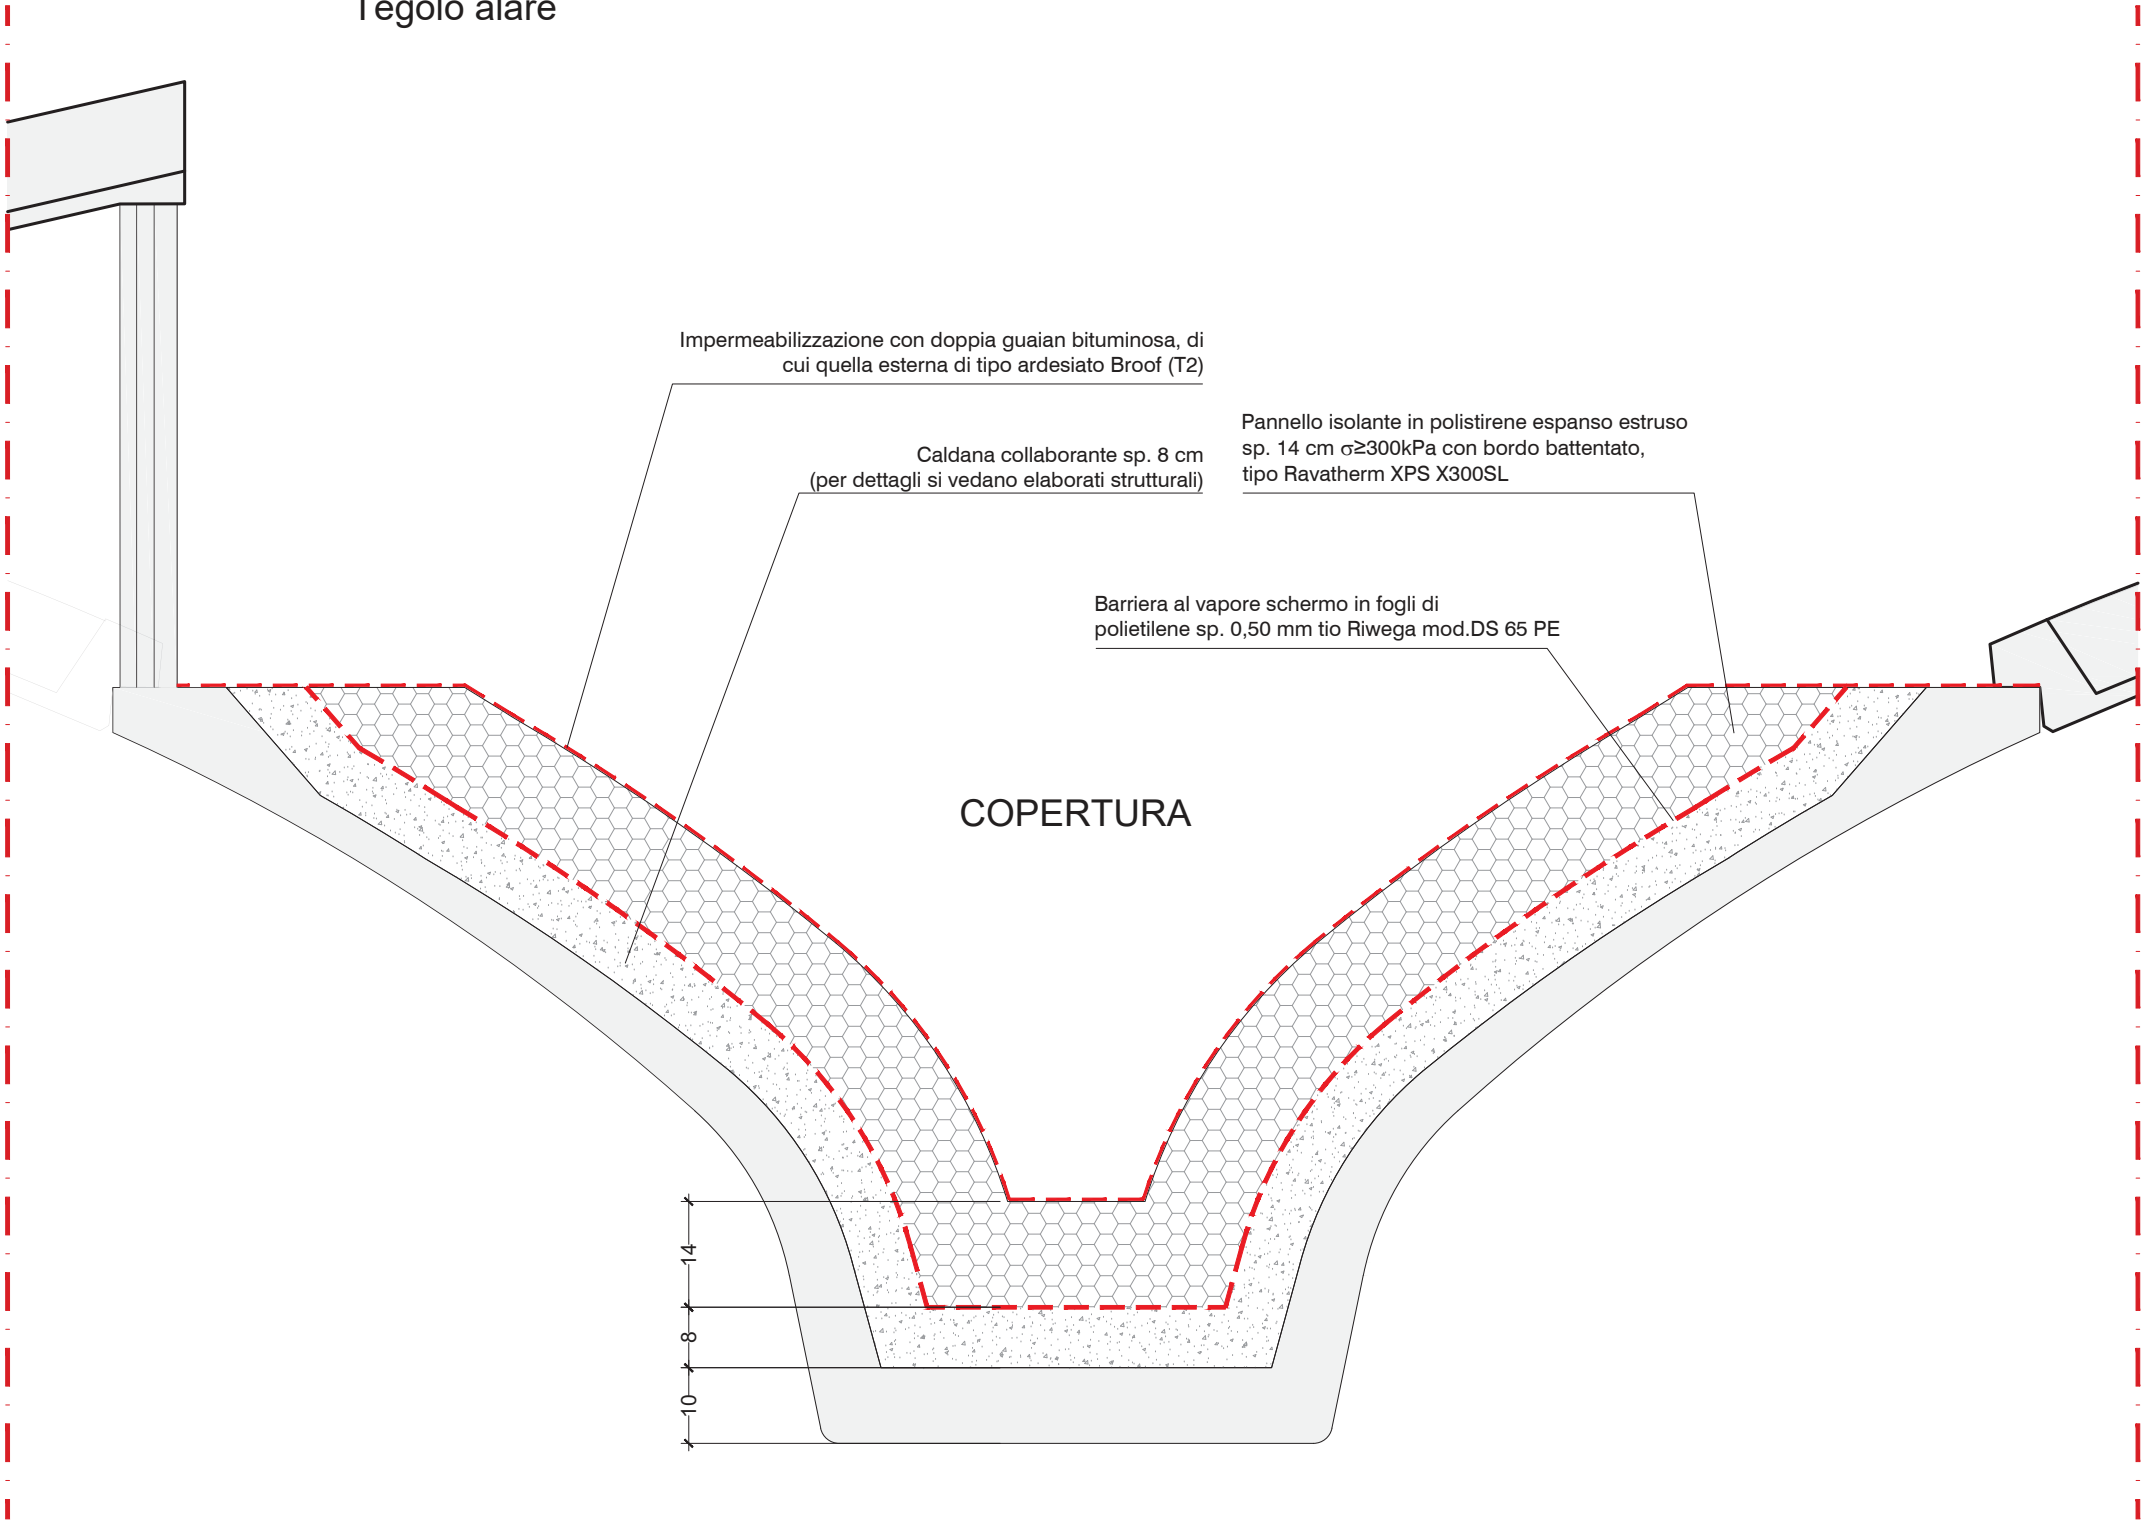 Tegolo alare
Impermeabilizzazione con doppia guaian bituminosa, di
cui quella esterna di tipo ardesiato Broof (T2)
Caldana collaborante sp. 8 cm
(per dettagli si vedano elaborati strutturali)
Pannello isolante in polistirene espanso estruso
sp. 14 cm σ≥300kPa con bordo battentato,
tipo Ravatherm XPS X300SL
Barriera al vapore schermo in fogli di
polietilene sp. 0,50 mm tio Riwega mod.DS 65 PE
COPERTURA
14
8
10